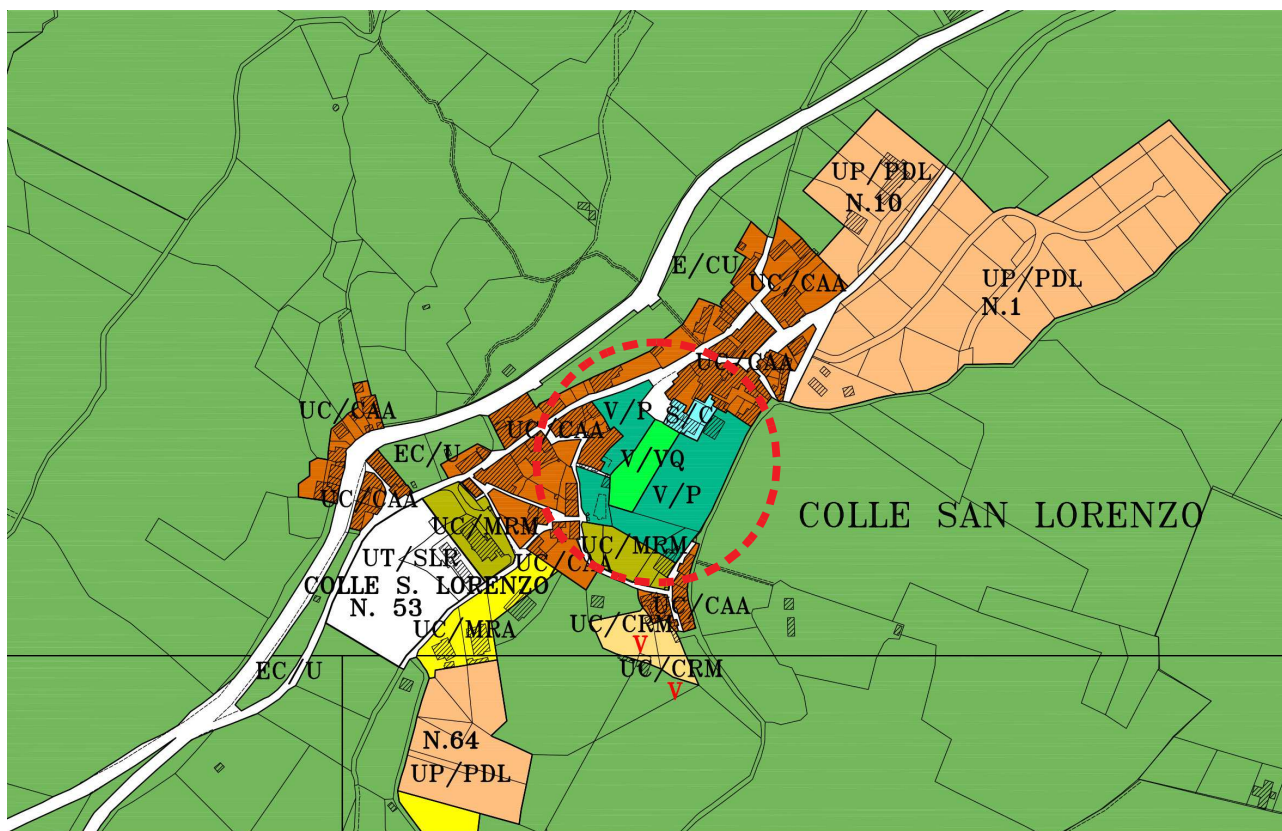 UP/PDL
N.10
E/CU
UC/CAA
UP/PDL
N.1
UC/CAA
UC/CAA
V/P
S/C
UC/CAA
EC/U
V/VQ
V/P
UC/CAA
COLLE SAN LORENZO
UC/MRM
UC/MRM
UT/SLR
UC/CAA
COLLE S. LORENZO
N. 53
UC/CAA
UC/MRA
UC/CRM
V
EC/U
UC/CRM
V
N.64
UP/PDL